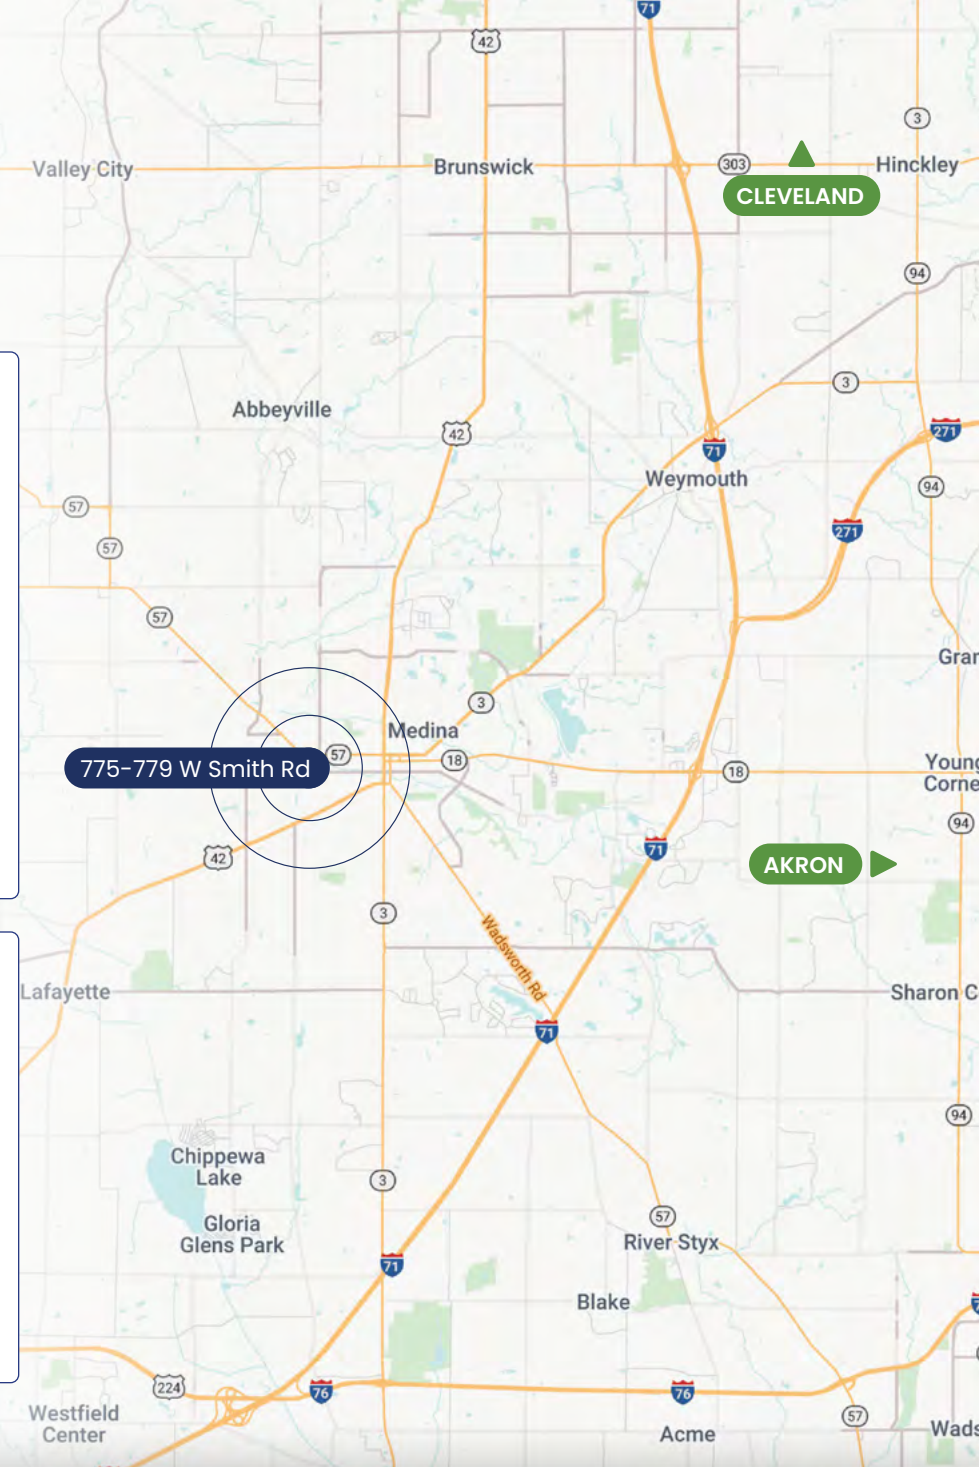 71
42
3
Valley City
Brunswick
303
Hinckley
CLEVELAND
94
3
Abbeyville
42
271
71
Weymouth
94
57
271
57
57
Gran
3
Medina
57
18
775-779 W Smith Rd
18
Young
Corne
94
71
42
AKRON
3
Wadsworth Rd
Lafayette
Sharon C
71
94
Chippewa
Lake
3
57
Gloria
Glens Park
River Styx
71
Blake
224
76
76
Westfield
Center
57
Acme
Wads